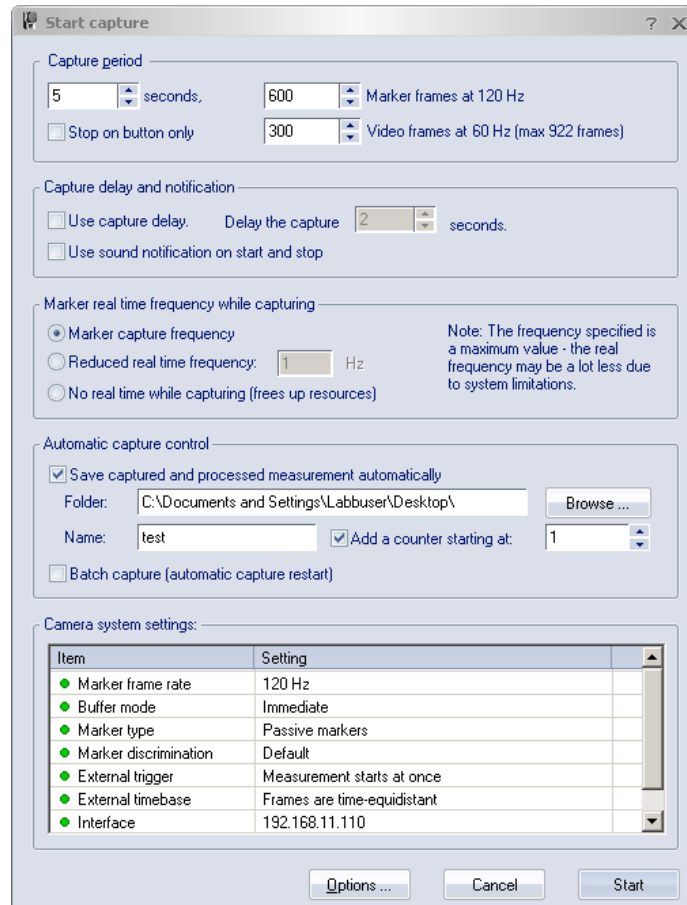 Start capture
Capture period
5 seconds, 600 Marker frames at 120 Hz
Stop on button only 300 Video frames at 60 Hz (max 922 frames)
Capture delay and notification
Use capture delay. Delay the capture 2 seconds.
Use sound notification on start and stop
Marker real time frequency while capturing
Marker capture frequency
Reduced real time frequency: 1 Hz
No real time while capturing (frees up resources)
Note: The frequency specified is
a maximum value - the real
frequency may be a lot less due
to system limitations.
Automatic capture control
Save captured and processed measurement automatically
Folder: C:\Documents and Settings\Labbuser\Desktop\ Browse ...
Name: test Add a counter starting at: 1
Batch capture (automatic capture restart)
Camera system settings:
Item Setting
Marker frame rate 120 Hz
Buffer mode Immediate
Marker type Passive markers
Marker discrimination Default
External trigger Measurement starts at once
External timebase Frames are time-equidistant
Interface 192.168.11.110
Options ... Cancel Start